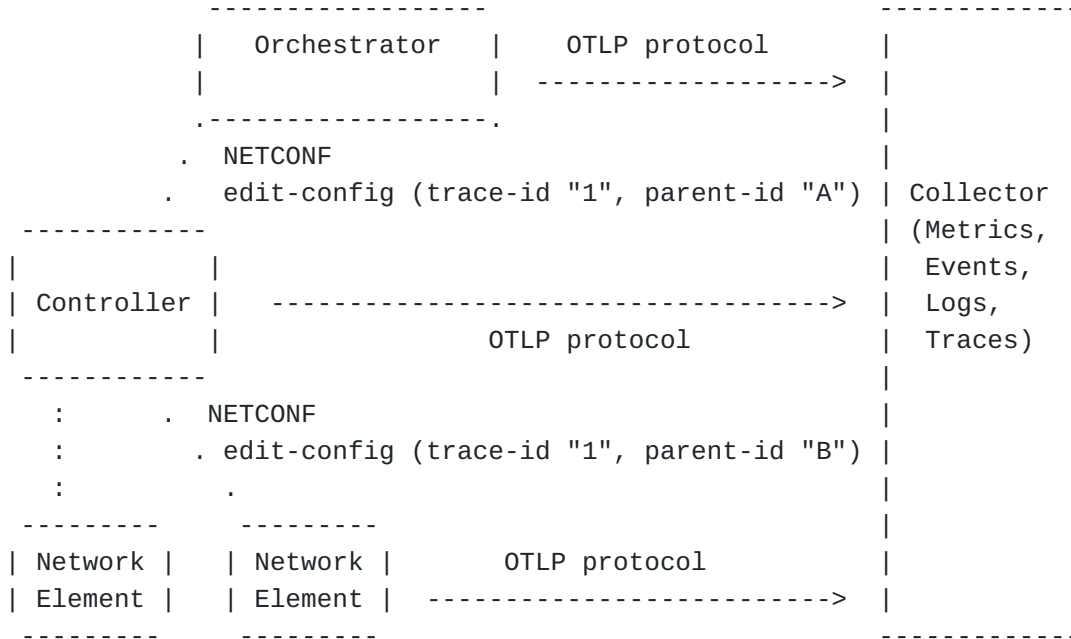 Orchestrator OTLP protocol
NETCONF
edit-config (trace-id "1", parent-id "A") Collector
(Metrics,
Events,
Controller Logs,
OTLP protocol Traces)
NETCONF
edit-config (trace-id "1", parent-id "B")
Network Network OTLP protocol
Element Element